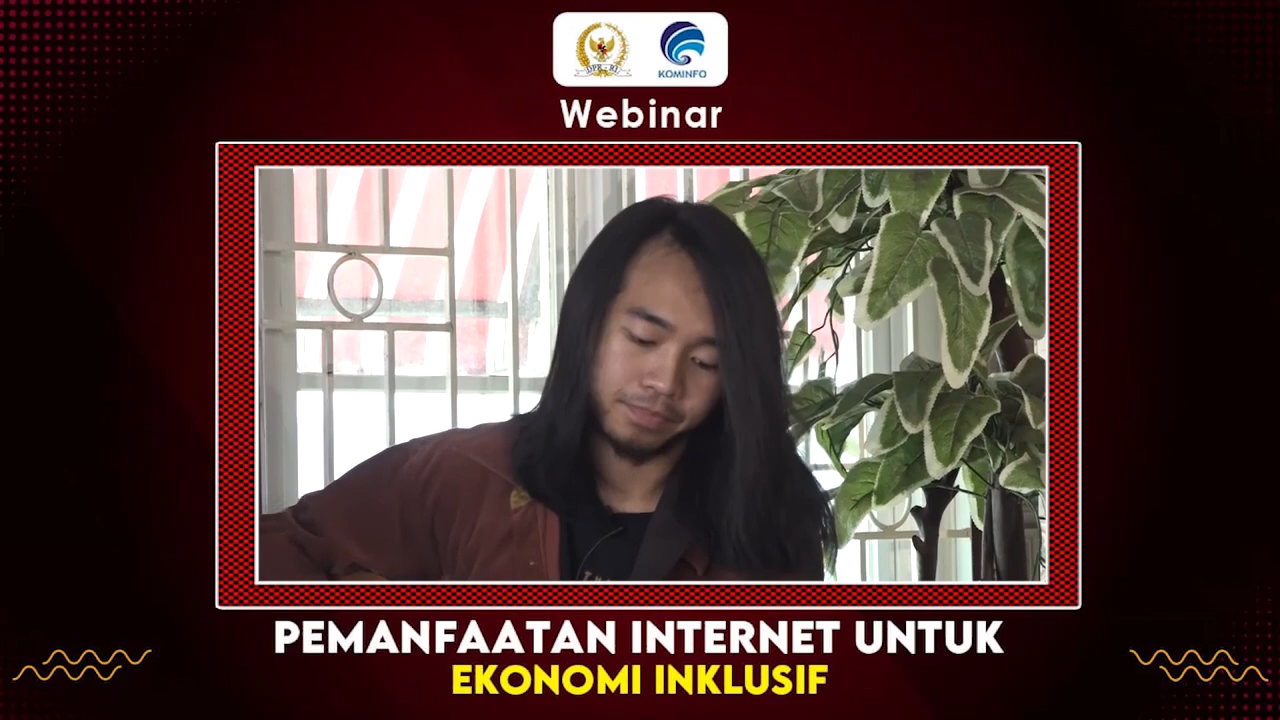 DPR - RI
KOMINFO
Webinar
PEMANFAATAN INTERNET UNTUK
EKONOMI INKLUSIF